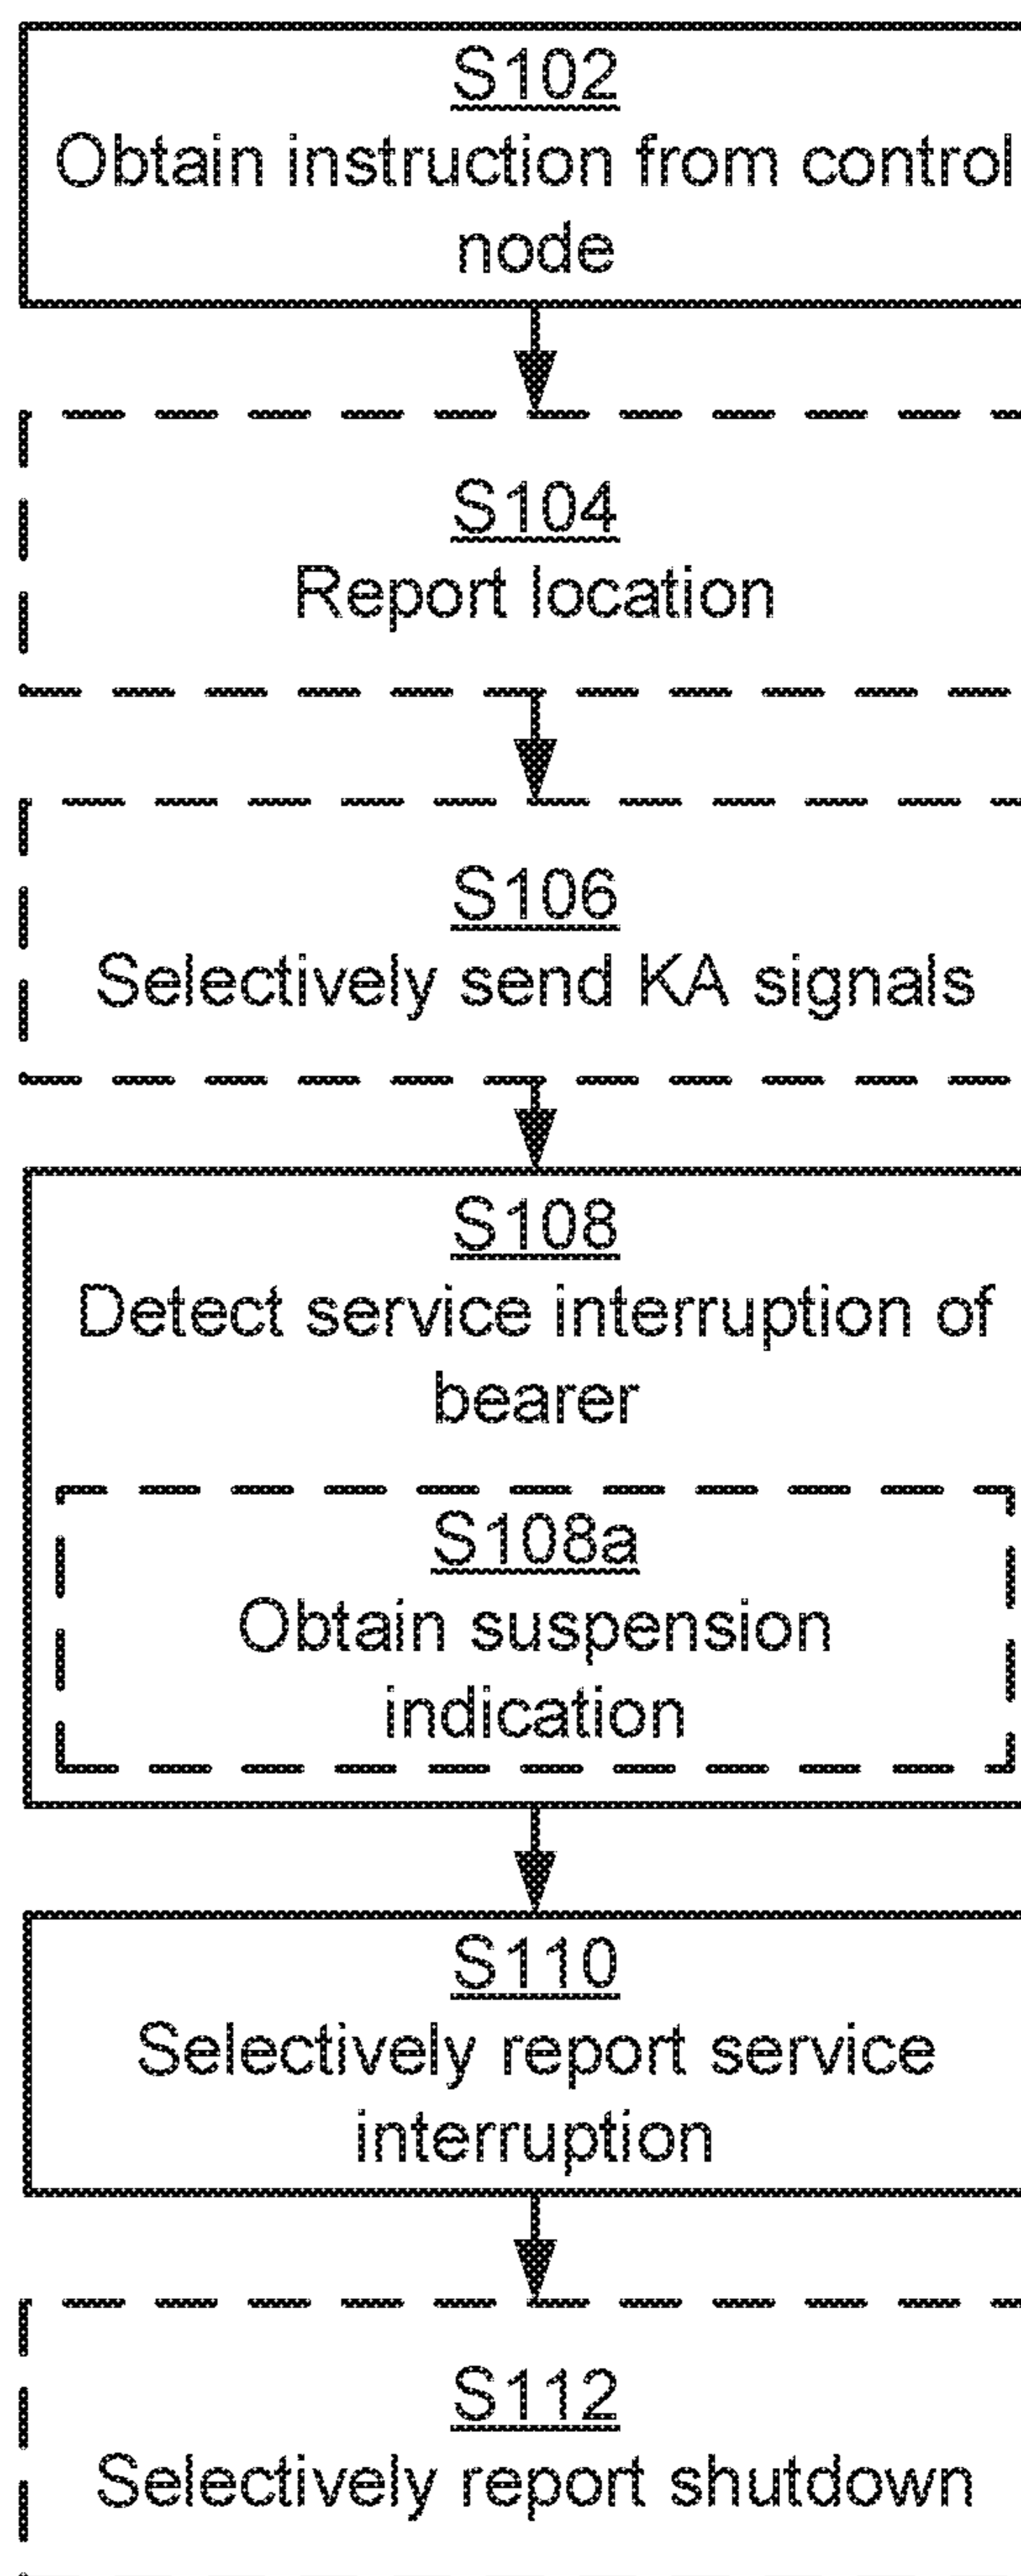 S102
Obtain instruction from control
node
S104
Report location
S106
Selectively send KA signals
S108
Detect service interruption of
bearer
S108a
Obtain suspension
indication
S110
Selectively report service
interruption
S112
Selectively report shutdown